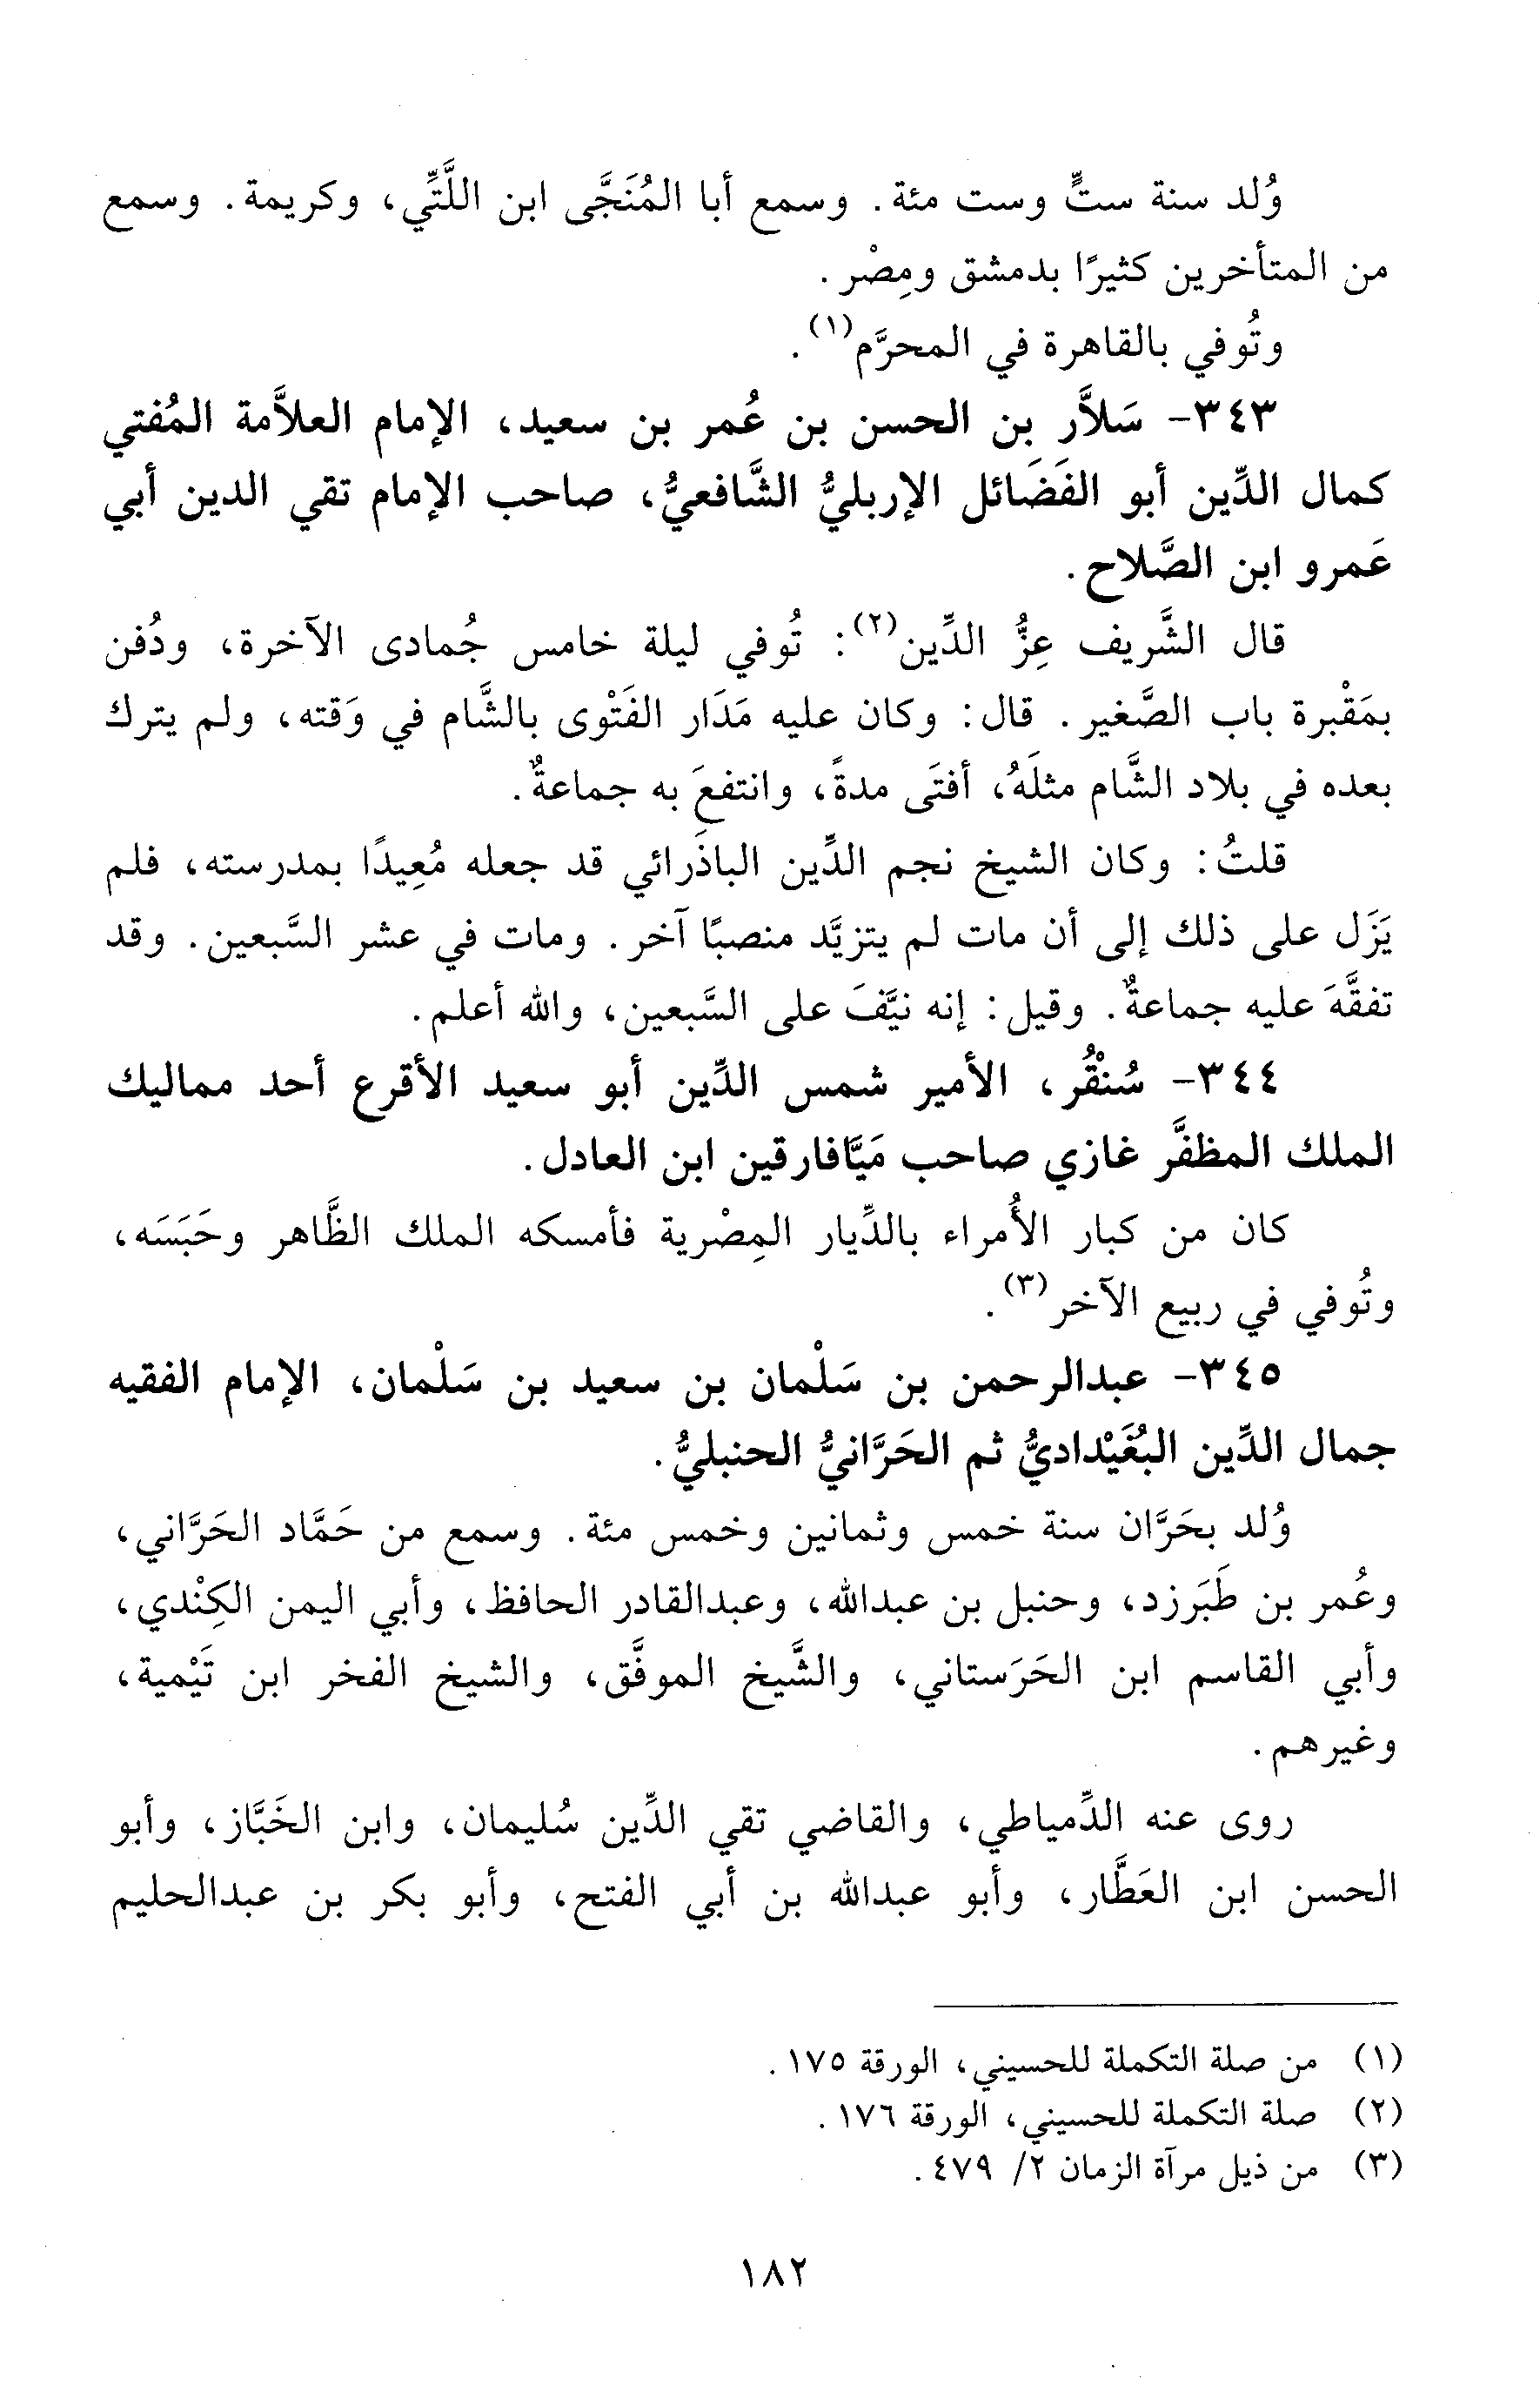 وُلد سنة ستٍّ وست مئة. وسمع أبا المُنَجَّى ابن اللَّتِّي، وكريمة. وسمع
من المتأخرين كثيرًا بدمشق ومِصْر.
وتُوفي بالقاهرة في المحرَّم(١).
٣٤٣- سَلاَّر بن الحسن بن عُمر بن سعيد، الإمام العلاَّمة المُفتي
كمال الدِّين أبو الفَضَائل الإربليُّ الشَّافعيُّ، صاحب الإمام تقي الدين أبي
عَمرو ابن الصَّلاح.
قال الشَّريف عِزُّ الدِّين(٢): تُوفي ليلة خامس جُمادى الآخرة، ودُفن
بمَقْبرة باب الصَّغير. قال: وكان عليه مَدَار الفَتْوى بالشَّام في وَقته، ولم يترك
بعده في بلاد الشَّام مثلَهُ، أفتَى مدةً، وانتفعَ به جماعةٌ.
قلتُ: وكان الشيخ نجم الدِّين الباذَرائي قد جعله مُعِيدًا بمدرسته، فلم
يَزَل على ذلك إلى أن مات لم يتزيَّد منصبًا آخر. ومات في عشر السَّبعين. وقد
تفقَّهَ عليه جماعةٌ. وقيل: إنه نيَّفَ على السَّبعين، والله أعلم.
٣٤٤- سُنْقُر، الأمير شمس الدِّين أبو سعيد الأقرع أحد مماليك
الملك المظفَّر غازي صاحب مَيَّافارقين ابن العادل.
كان من كبار الأُمراء بالدِّيار المِصْرية فأمسكه الملك الظَّاهر وحَبَسَه،
وتُوفي في ربيع الآخر(٣).
٣٤٥- عبدالرحمن بن سَلْمان بن سعيد بن سَلْمان، الإمام الفقيه
جمال الدِّين البُغَيْداديُّ ثم الحَرَّانيُّ الحنبليُّ.
وُلد بحَرَّان سنة خمس وثمانين وخمس مئة. وسمع من حَمَّاد الحَرَّاني،
وعُمر بن طَبَرزد، وحنبل بن عبدالله، وعبدالقادر الحافظ، وأبي اليمن الكِنْدي،
وأبي القاسم ابن الحَرَستاني، والشَّيخ الموفَّق، والشيخ الفخر ابن تَيْمية،
وغيرهم.
روى عنه الدِّمياطي، والقاضي تقي الدِّين سُليمان، وابن الخَبَّاز، وأبو
الحسن ابن العَطَّار، وأبو عبدالله بن أبي الفتح، وأبو بكر بن عبدالحليم
(١) من صلة التكملة للحسيني، الورقة ١٧٥.
(٢) صلة التكملة للحسيني، الورقة ١٧٦.
(٣) من ذيل مرآة الزمان ٢/ ٤٧٩.
١٨٢